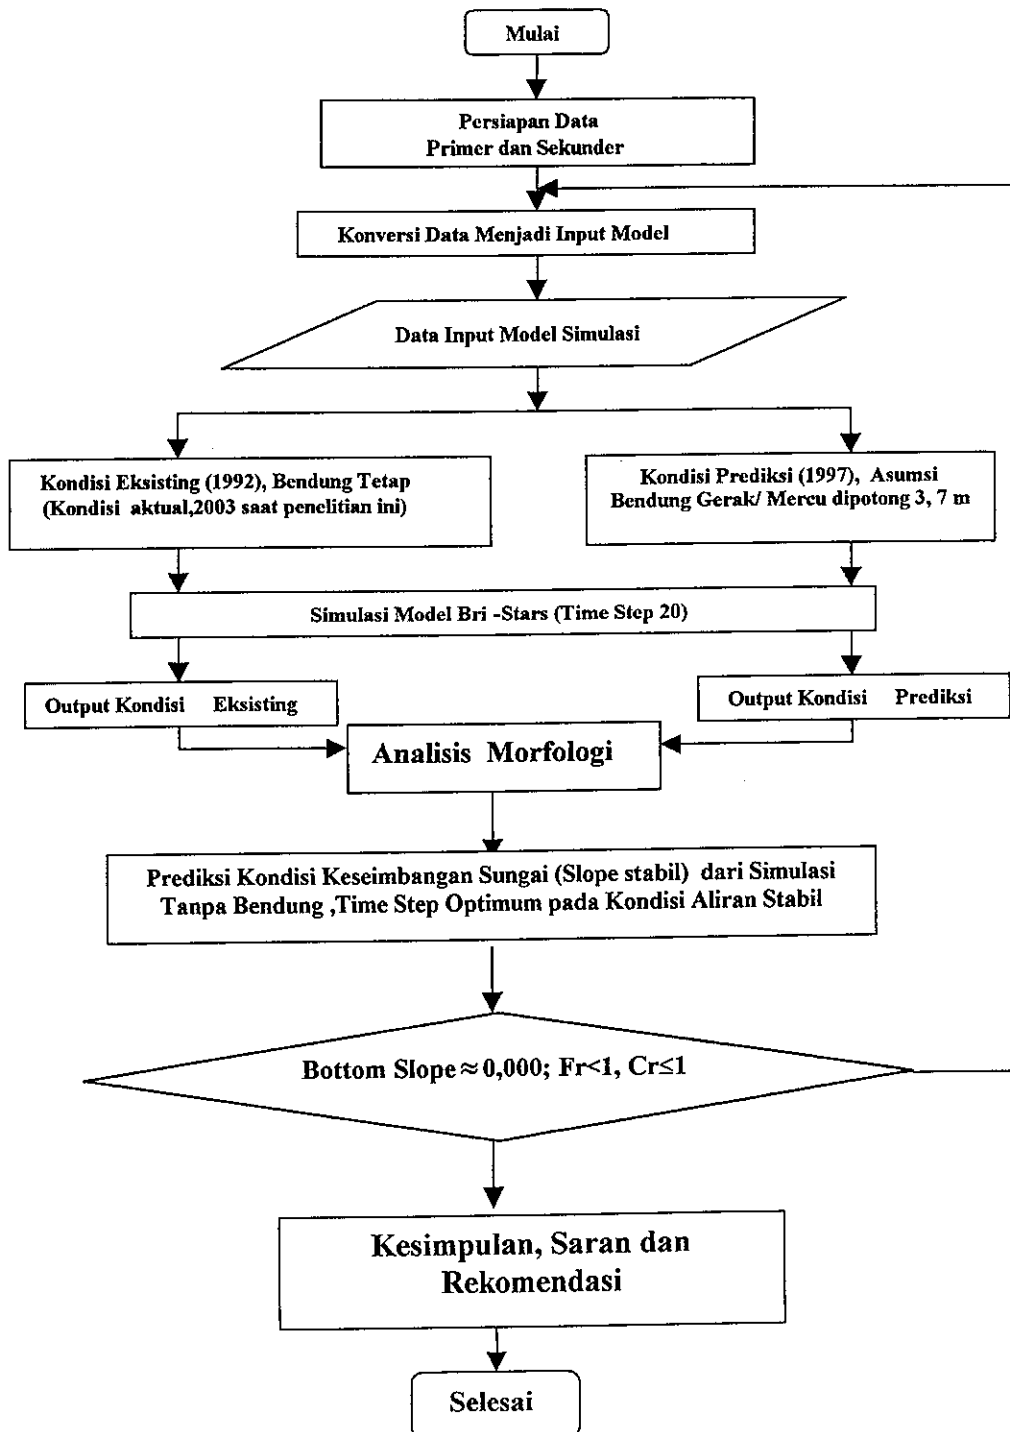 Mulai
Persiapan Data
Primer dan Sekunder
Konversi Data Menjadi Input Model
Data Input Model Simulasi
Kondisi Eksisting (1992), Bendung Tetap
(Kondisi aktual,2003 saat penelitian ini)
Kondisi Prediksi (1997), Asumsi
Bendung Gerak/ Mercu dipotong 3, 7 m
Simulasi Model Bri -Stars (Time Step 20)
Output Kondisi Eksisting
Output Kondisi Prediksi
Analisis Morfologi
Prediksi Kondisi Keseimbangan Sungai (Slope stabil) dari Simulasi
Tanpa Bendung ,Time Step Optimum pada Kondisi Aliran Stabil
Bottom Slope ≈ 0,000; Fr<1, Cr≤1
Kesimpulan, Saran dan
Rekomendasi
Selesai